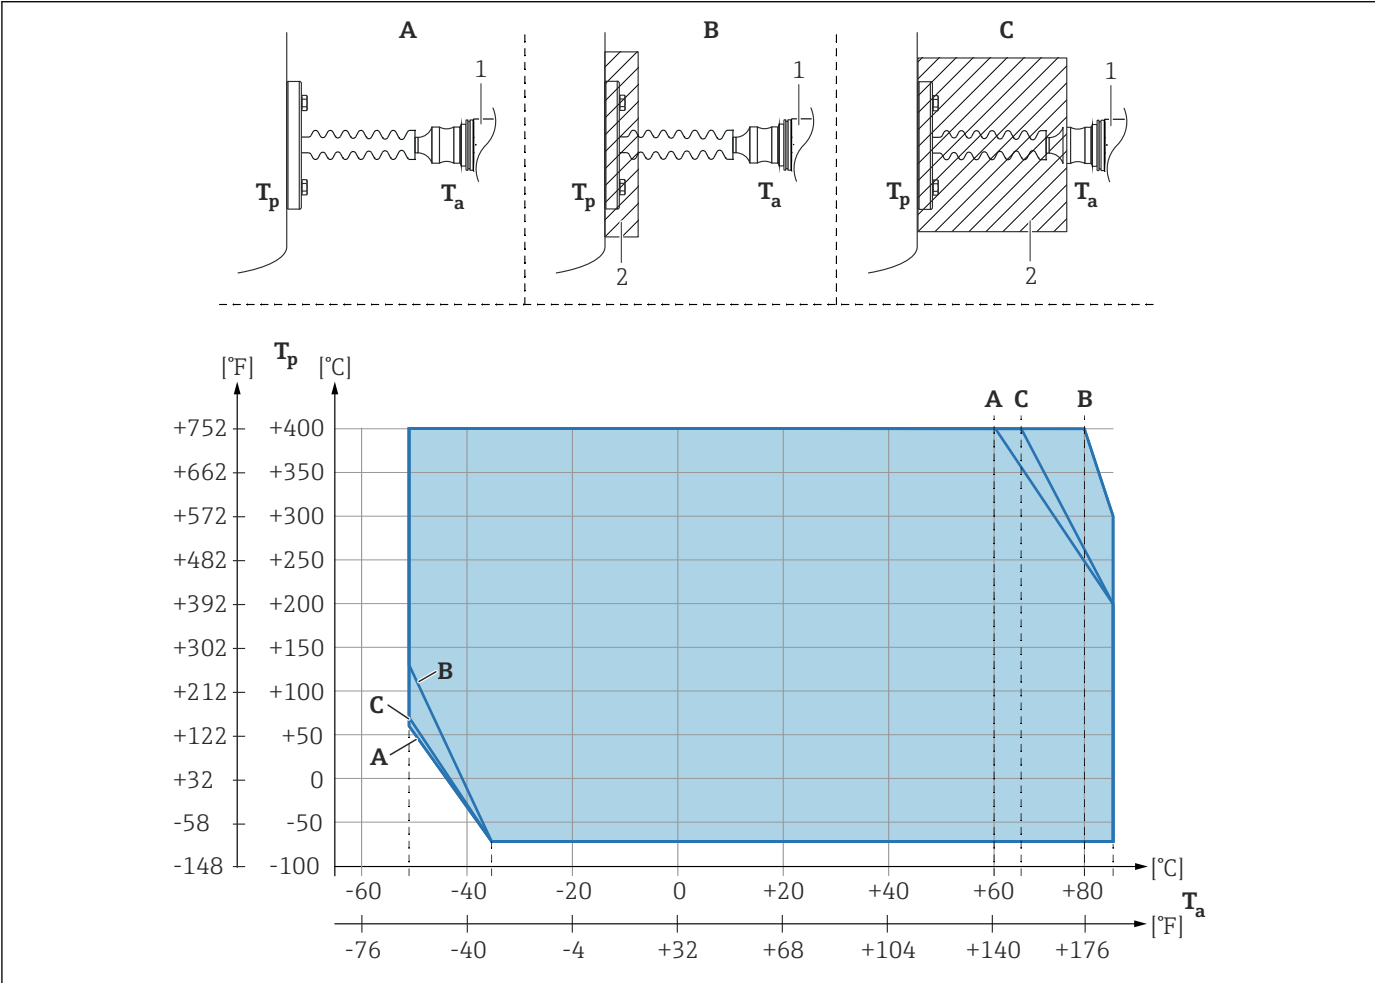 A B C
1 1 1
Tp Ta Tp Ta Tp Ta
2 2
Tp
[°F] [°C]
A C B
+752 +400
+662 +350
+572 +300
+482 +250
+392 +200
+302 +150
B
+212 +100
C
+122 +50
A
+32 0
-58 -50
-148 -100
[°C]
-60 -40 -20 0 +20 +40 +60 +80
Ta
[°F]
-76 -40 -4 +32 +68 +104 +140 +176